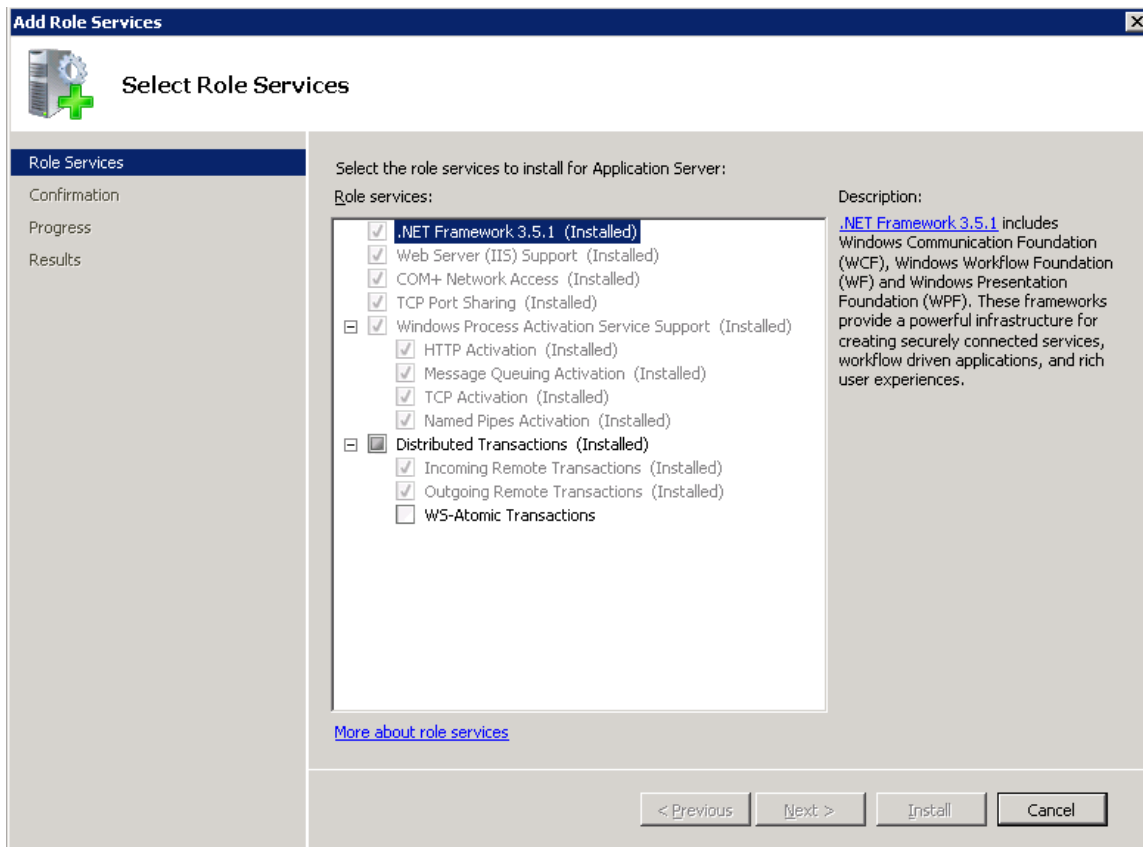 Add Role Services
Select Role Services
Role Services
Confirmation
Progress
Results
Select the role services to install for Application Server:
Role services:
.NET Framework 3.5.1 (Installed)
Web Server (IIS) Support (Installed)
COM+ Network Access (Installed)
TCP Port Sharing (Installed)
Windows Process Activation Service Support (Installed)
HTTP Activation (Installed)
Message Queuing Activation (Installed)
TCP Activation (Installed)
Named Pipes Activation (Installed)
Distributed Transactions (Installed)
Incoming Remote Transactions (Installed)
Outgoing Remote Transactions (Installed)
WS-Atomic Transactions
More about role services
Description:
.NET Framework 3.5.1 includes
Windows Communication Foundation
(WCF), Windows Workflow Foundation
(WF) and Windows Presentation
Foundation (WPF). These frameworks
provide a powerful infrastructure for
creating securely connected services,
workflow driven applications, and rich
user experiences.
< Previous
Next >
Install
Cancel